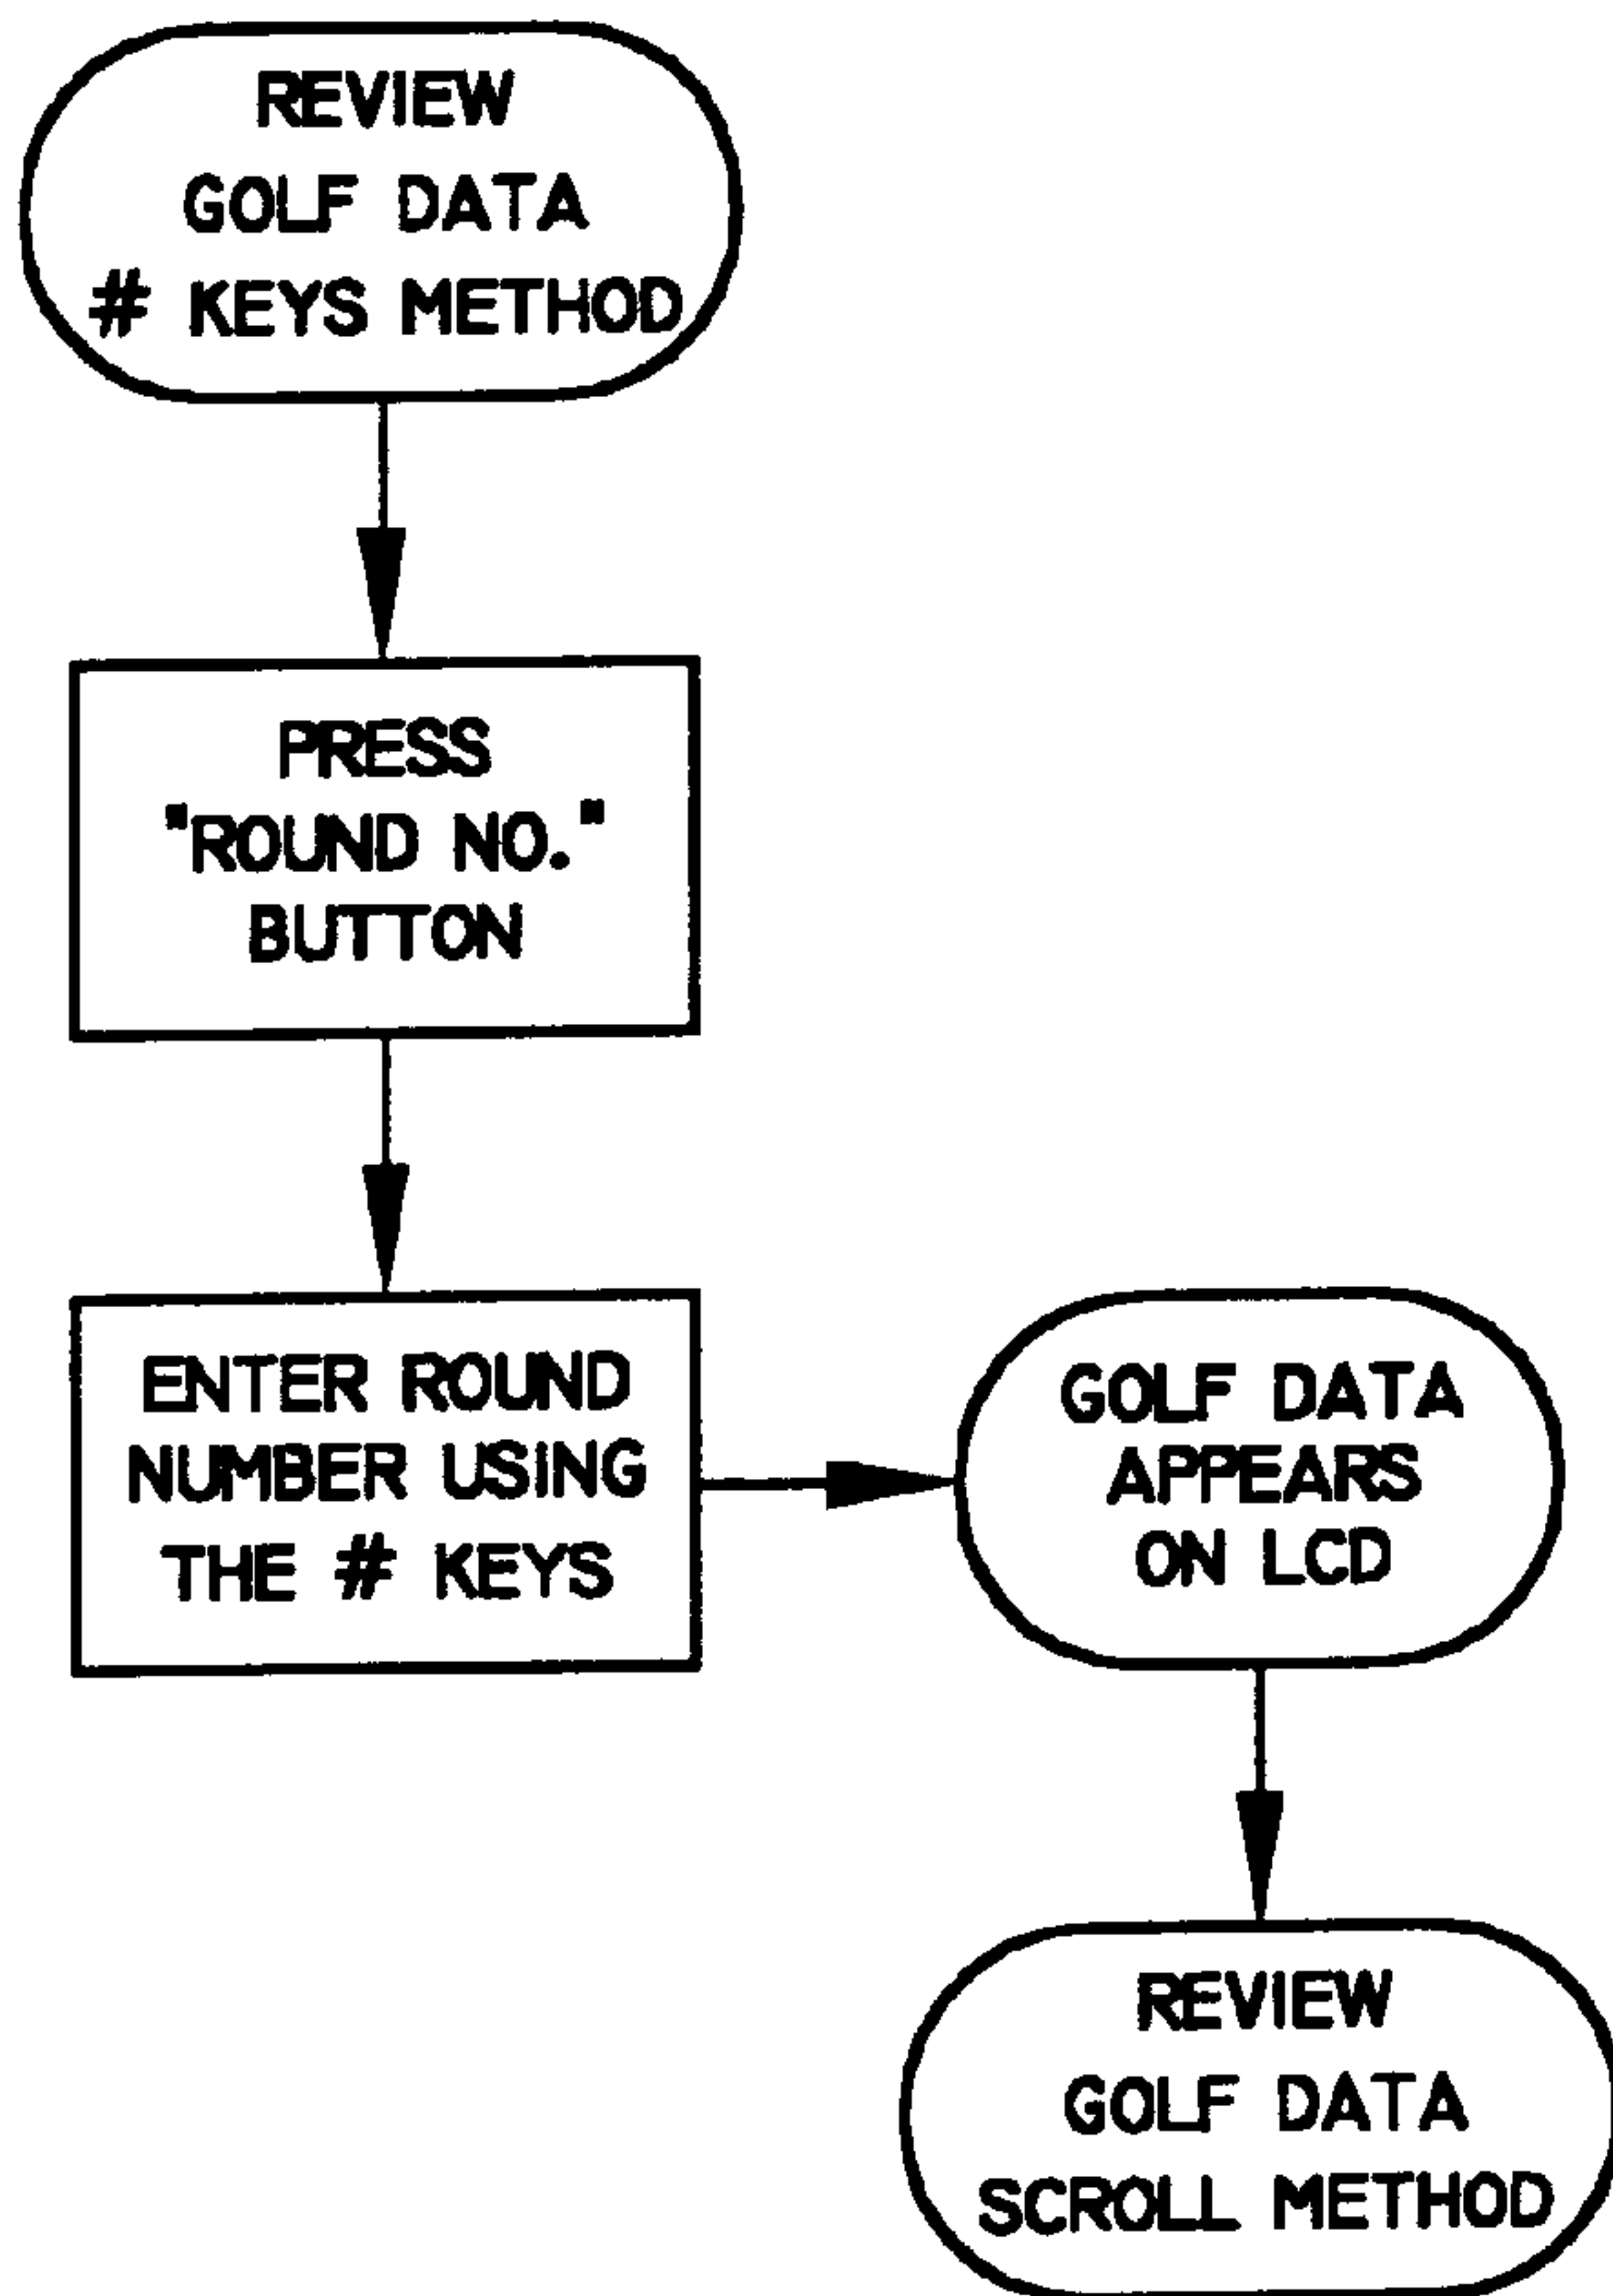 REVIEW
GOLF DATA
# KEYS METHOD
PRESS
"ROUND NO."
BUTTON
ENTER ROUND
NUMBER USING
THE # KEYS
GOLF DATA
APPEARS
ON LCD
REVIEW
GOLF DATA
SCROLL METHOD